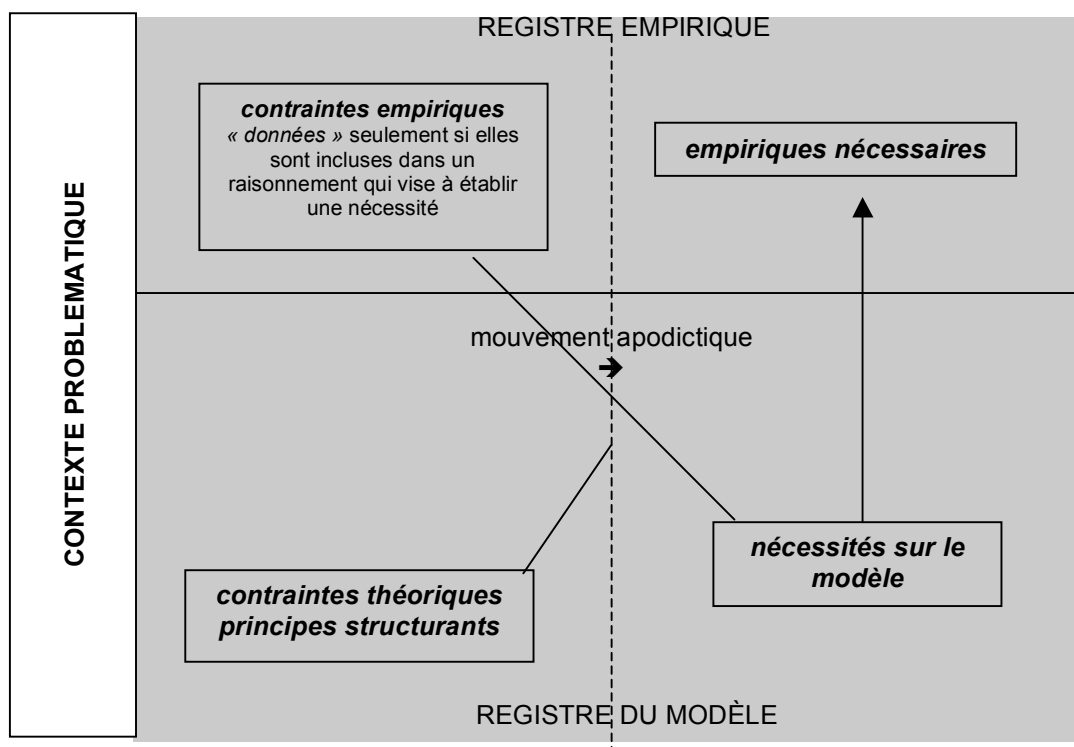 CONTEXTE PROBLEMATIQUE
REGISTRE EMPIRIQUE
contraintes empiriques
« données » seulement si elles
sont incluses dans un
raisonnement qui vise à établir
une nécessité
empiriques nécessaires
mouvement apodictique
➔
nécessités sur le
modèle
contraintes théoriques
principes structurants
REGISTRE DU MODÈLE